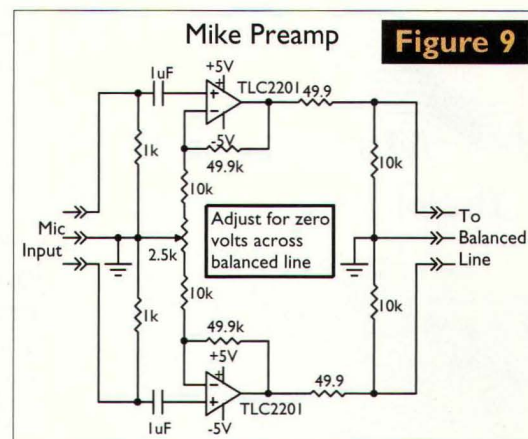 Mike Preamp
Figure 9
+5V
1uF
TLC2201
49.9
+
+
−
-5V
49.9k
1k
10k
10k
Mic
Input
2.5k
Adjust for zero
volts across
balanced line
To
Balanced
Line
10k
10k
1k
49.9k
+5V
−
+
+
49.9
TLC2201
1uF
-5V